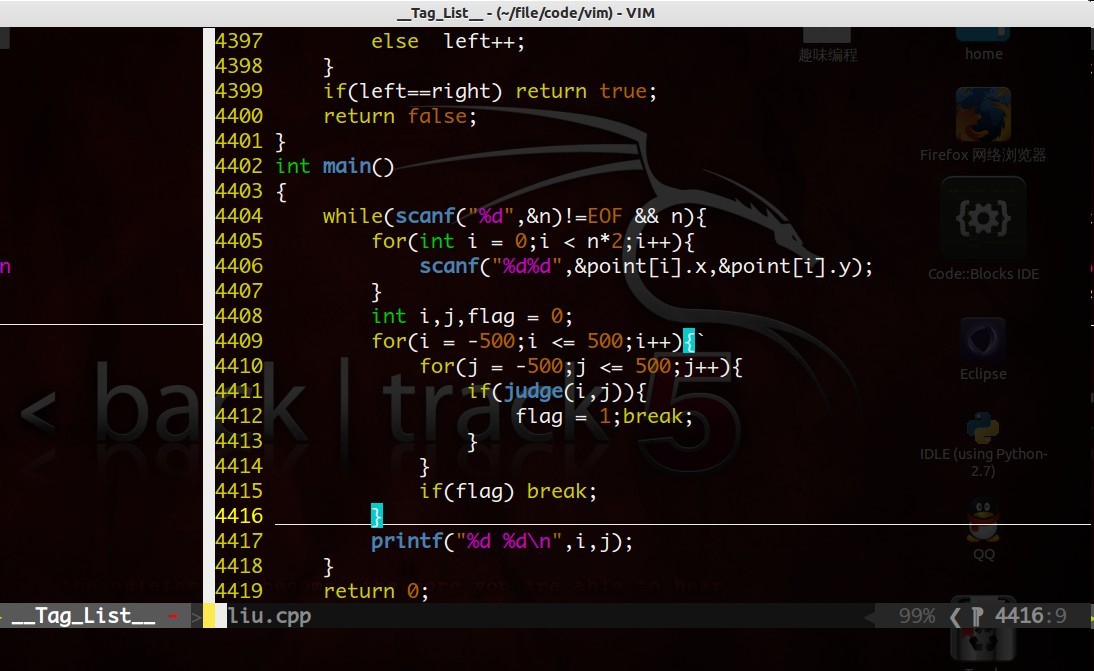 __Tag_List__ - (~/file/code/vim) - VIM
4397 else left++;
4398 }
4399 if(left==right) return true;
4400 return false;
4401 }
4402 int main()
4403 {
4404 while(scanf("%d",&n)!=EOF && n){
4405 for(int i = 0;i < n*2;i++){
4406 scanf("%d%d",&point[i].x,&point[i].y);
4407 }
4408 int i,j,flag = 0;
4409 for(i = -500;i <= 500;i++){`
4410 for(j = -500;j <= 500;j++){
4411 if(judge(i,j)){
4412 flag = 1;break;
4413 }
4414 }
4415 if(flag) break;
4416 }
4417 printf("%d %d\n",i,j);
4418 }
4419 return 0;
n
__Tag_List__ - > liu.cpp 99% 4416:9
< back | track 5
趣味编程
home
Firefox 网络浏览器
Code::Blocks IDE
Eclipse
IDLE (using Python-
2.7)
QQ